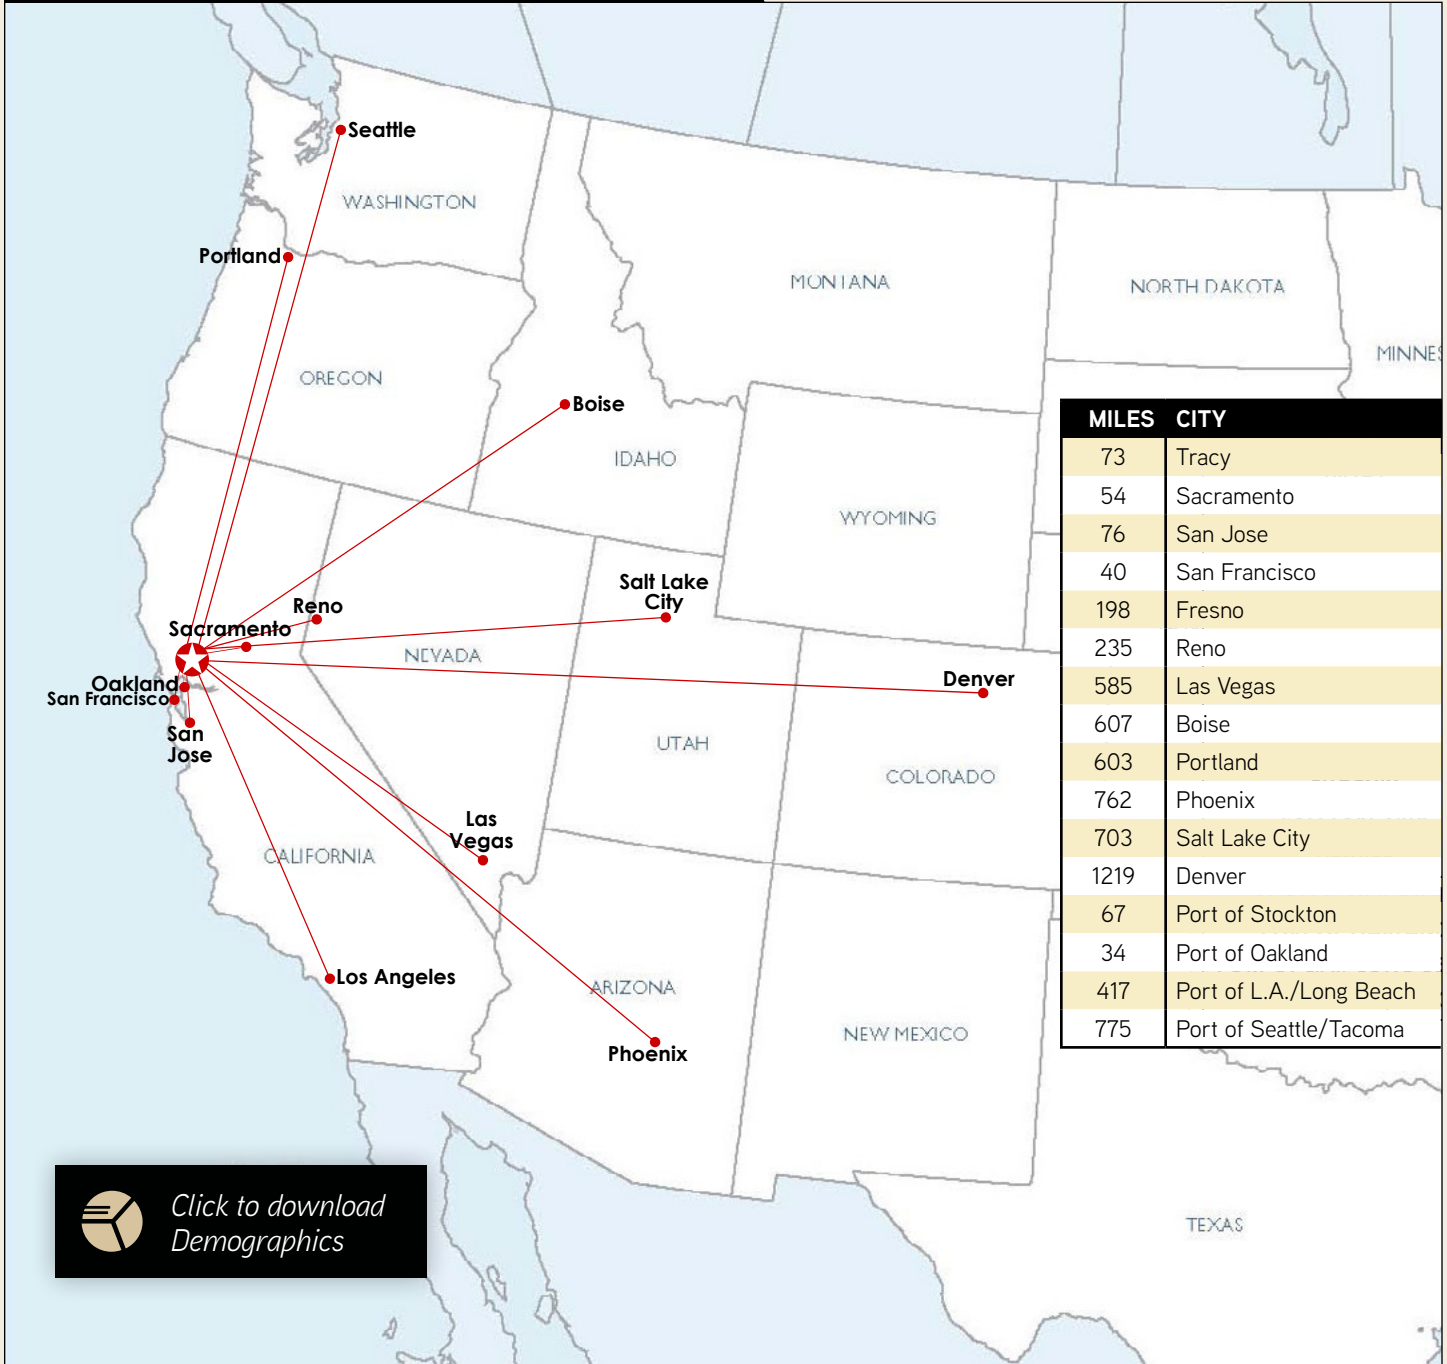 Seattle
WASHINGTON
Portland
MONTANA
NORTH DAKOTA
MINNES
OREGON
Boise
IDAHO
WYOMING
Salt Lake
City
Reno
Sacramento
NEVADA
Oakland
San Francisco
San
Jose
Denver
UTAH
COLORADO
Las
Vegas
CALIFORNIA
Los Angeles
ARIZONA
Phoenix
NEW MEXICO
TEXAS
MILES CITY
73 Tracy
54 Sacramento
76 San Jose
40 San Francisco
198 Fresno
235 Reno
585 Las Vegas
607 Boise
603 Portland
762 Phoenix
703 Salt Lake City
1219 Denver
67 Port of Stockton
34 Port of Oakland
417 Port of L.A./Long Beach
775 Port of Seattle/Tacoma
Click to download
Demographics